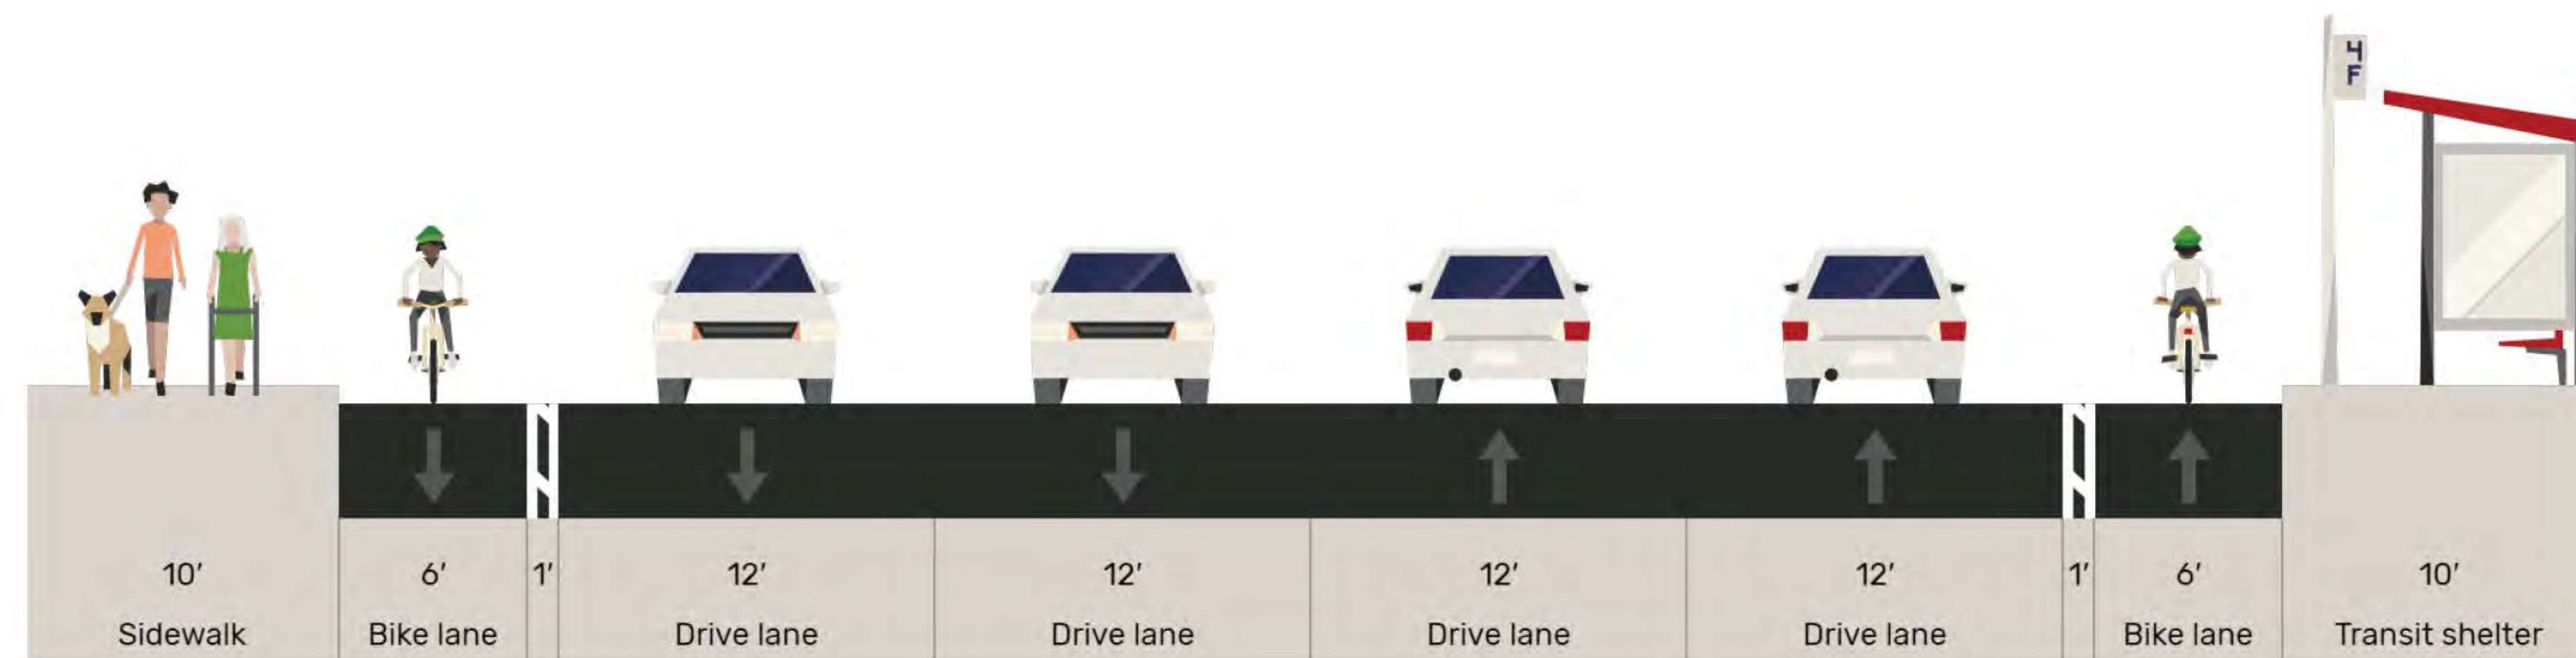 4
F
10' 6' 1' 12' 12' 12' 12' 1' 6' 10'
Sidewalk Bike lane Drive lane Drive lane Drive lane Drive lane Bike lane Transit shelter